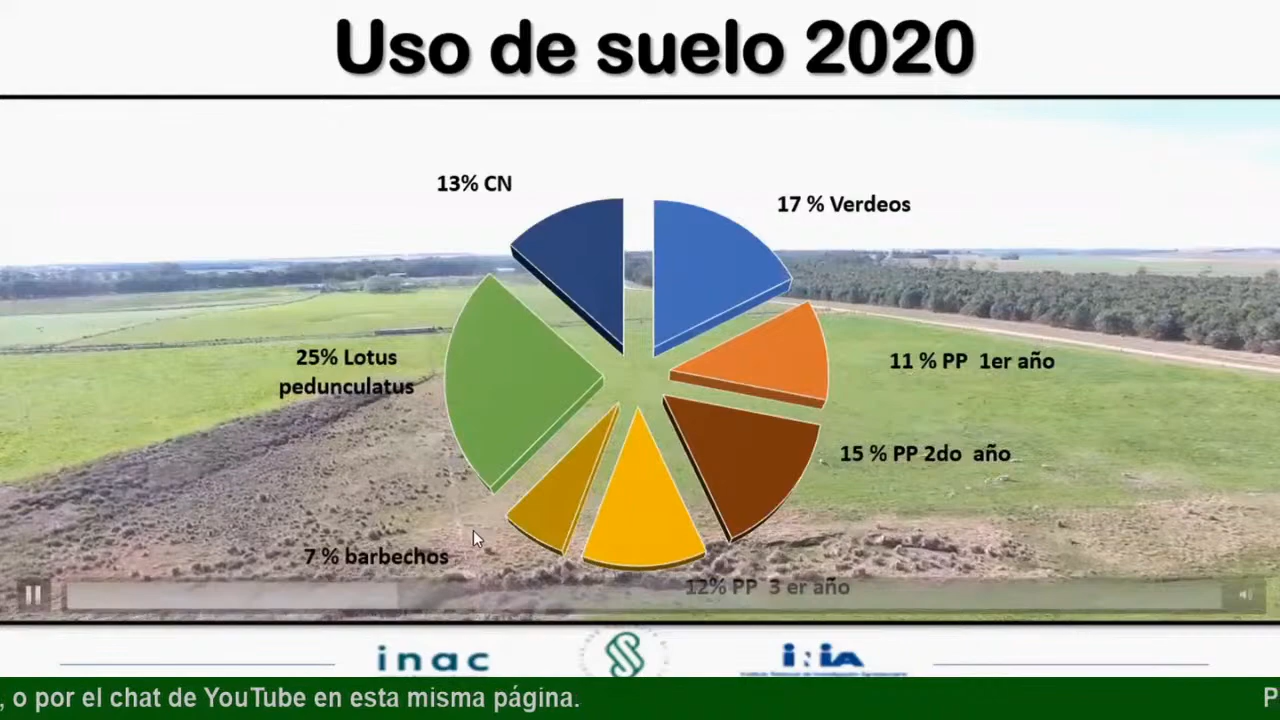 Uso de suelo 2020
13% CN
17 % Verdeos
25% Lotus
pedunculatus
11 % PP 1er año
15 % PP 2do año
7 % barbechos
12% PP 3 er año
inac
inia
, o por el chat de YouTube en esta misma página.
P